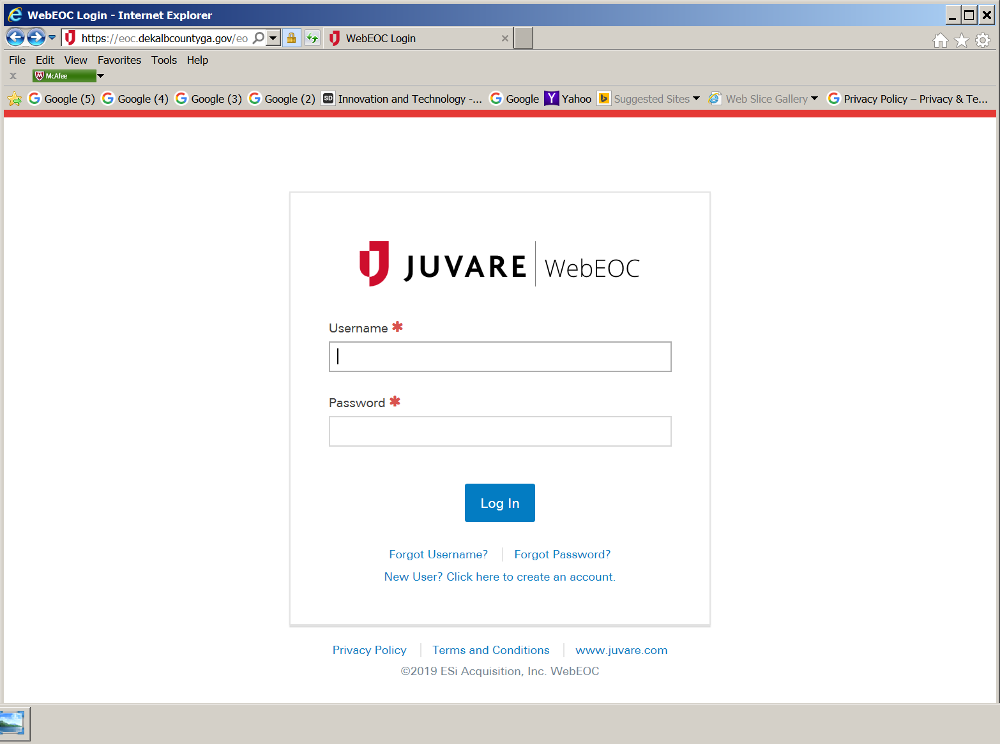 WebEOC Login - Internet Explorer
https://eoc.dekalbcountyga.gov/eo
WebEOC Login
File Edit View Favorites Tools Help
x McAfee
Google (5) Google (4) Google (3) Google (2) SD Innovation and Technology -... Google Y Yahoo b Suggested Sites Web Slice Gallery Privacy Policy – Privacy & Te...
JUVARE WebEOC
Username *
Password *
Log In
Forgot Username? Forgot Password?
New User? Click here to create an account.
Privacy Policy Terms and Conditions www.juvare.com
©2019 ESi Acquisition, Inc. WebEOC